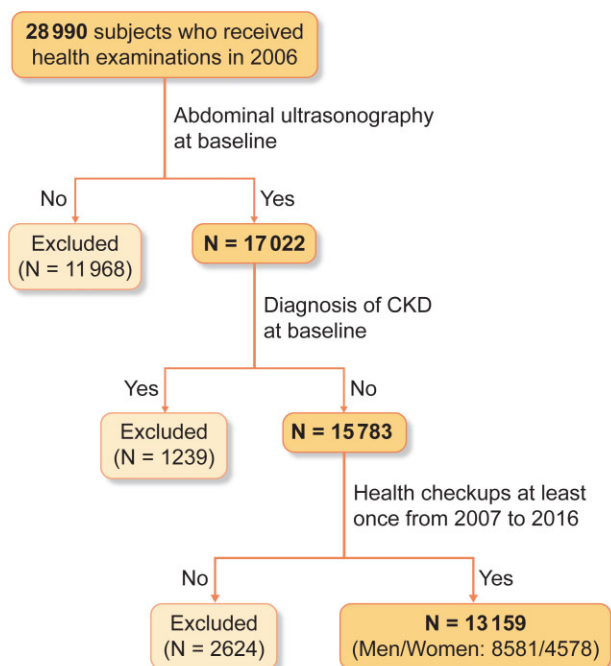 28 990 subjects who received
health examinations in 2006
Abdominal ultrasonography
at baseline
No
Yes
Excluded
(N = 11 968)
N = 17 022
Diagnosis of CKD
at baseline
Yes
No
Excluded
(N = 1239)
N = 15 783
Health checkups at least
once from 2007 to 2016
No
Yes
Excluded
(N = 2624)
N = 13 159
(Men/Women: 8581/4578)